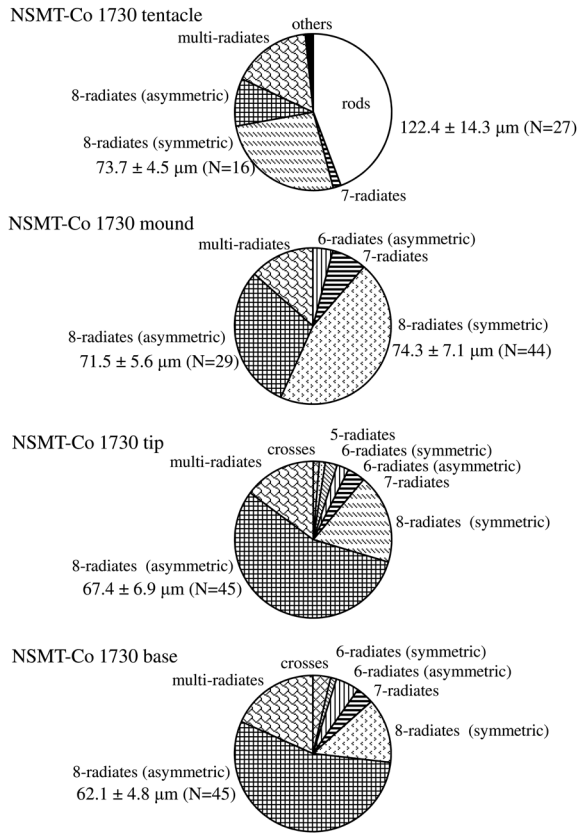 NSMT-Co 1730 tentacle
others
multi-radiates
8-radiates (asymmetric)
rods
122.4 ± 14.3 μm (N=27)
8-radiates (symmetric)
73.7 ± 4.5 μm (N=16)
7-radiates
NSMT-Co 1730 mound
multi-radiates
6-radiates (asymmetric)
7-radiates
8-radiates (symmetric)
74.3 ± 7.1 μm (N=44)
8-radiates (asymmetric)
71.5 ± 5.6 μm (N=29)
NSMT-Co 1730 tip
5-radiates
crosses
6-radiates (symmetric)
multi-radiates
6-radiates (asymmetric)
7-radiates
8-radiates (symmetric)
8-radiates (asymmetric)
67.4 ± 6.9 μm (N=45)
NSMT-Co 1730 base
6-radiates (symmetric)
crosses
6-radiates (asymmetric)
multi-radiates
7-radiates
8-radiates (symmetric)
8-radiates (asymmetric)
62.1 ± 4.8 μm (N=45)